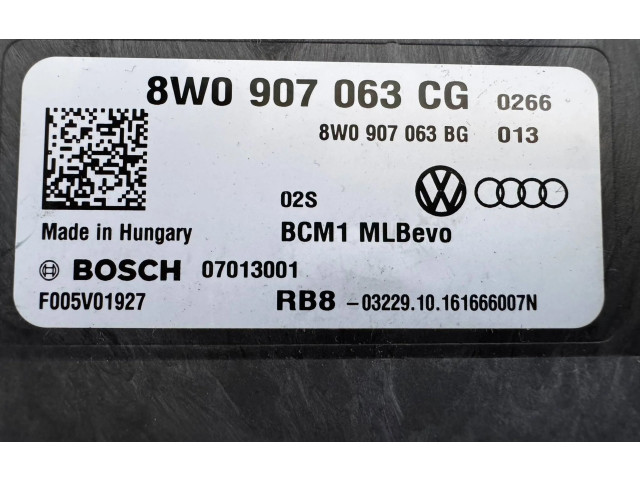 8W0 907 063 CG 0266
8W0 907 063 BG 013
02S
Made in Hungary BCM1 MLBevo
BOSCH 07013001
F005V01927 RB8 -03229.10.161666007N